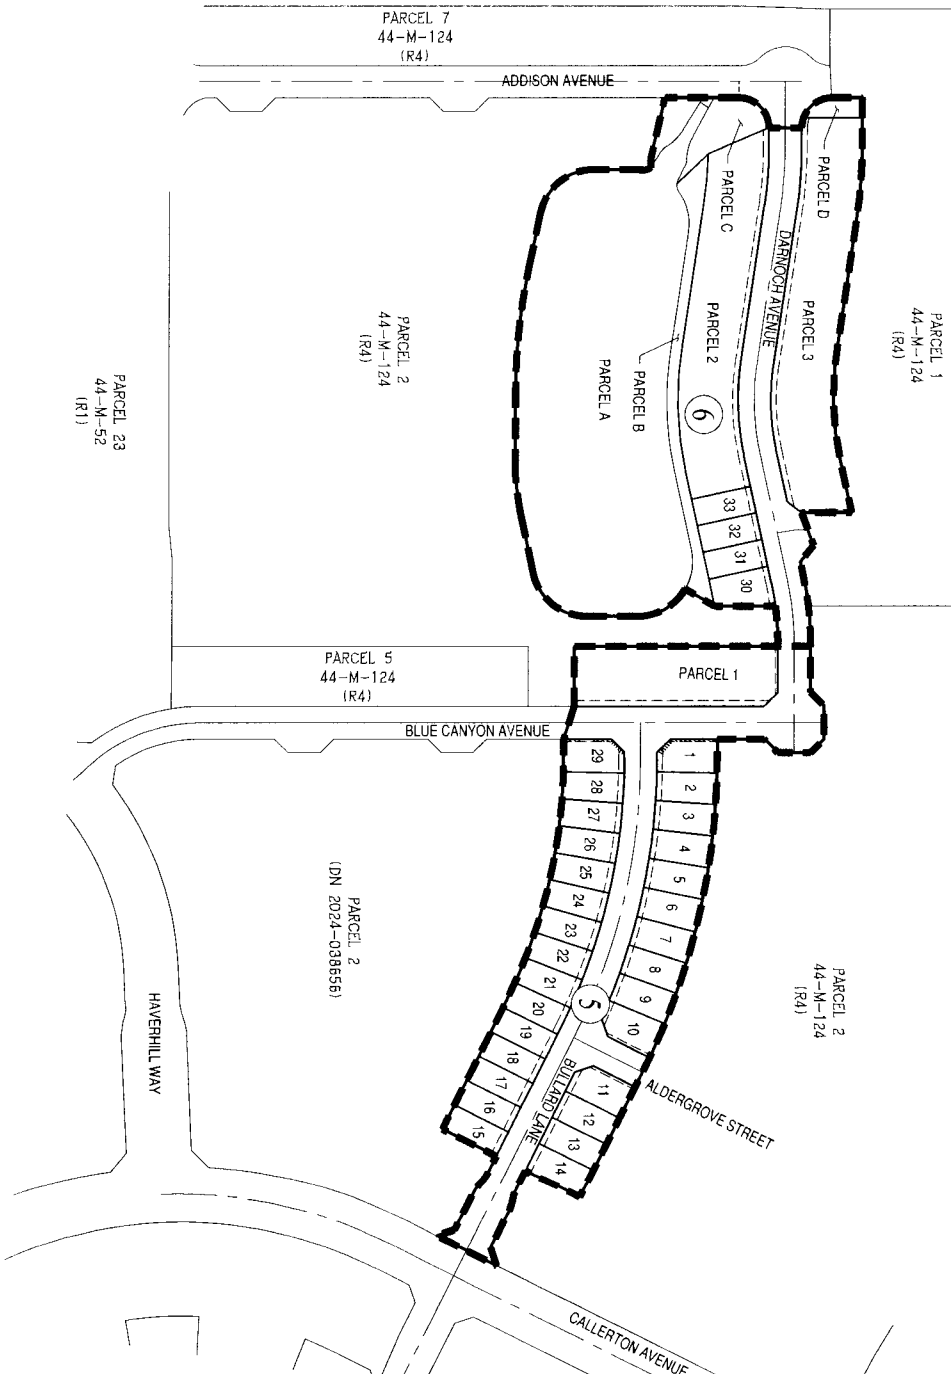 PARCEL 7
44-M-124
(R4)
ADDISON AVENUE
PARCEL C
PARCEL D
DARNOCH AVENUE
PARCEL 2
PARCEL 3
PARCEL 1
44-M-124
(R4)
PARCEL 2
44-M-124
(R4)
PARCEL 23
44-M-52
(R1)
PARCEL A
PARCEL B
6
33
32
31
30
PARCEL 5
44-M-124
(R4)
PARCEL 1
BLUE CANYON AVENUE
29
28
27
26
25
24
23
22
21
20
19
18
17
16
15
1
2
3
4
5
6
7
8
9
10
11
12
13
14
5
BULLARD LANE
ALDERGROVE STREET
PARCEL 2
(DN 2024-038656)
PARCEL 2
44-M-124
(R4)
HAVERHILL WAY
CALLERTON AVENUE